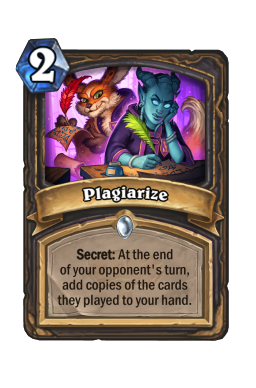 2
Plagiarize
Secret: At the end
of your opponent's turn,
add copies of the cards
they played to your hand.